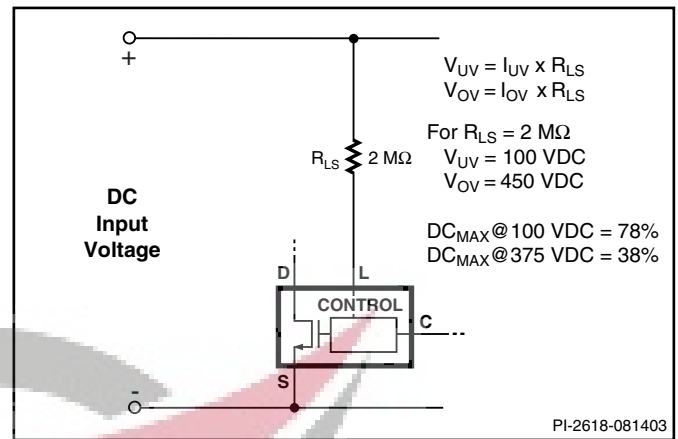 +
V_UV = I_UV x R_LS
V_OV = I_OV x R_LS
For R_LS = 2 MΩ
V_UV = 100 VDC
V_OV = 450 VDC
DC_MAX@100 VDC = 78%
DC_MAX@375 VDC = 38%
R_LS 2 MΩ
DC
Input
Voltage
D L
CONTROL
C
S
-
PI-2618-081403